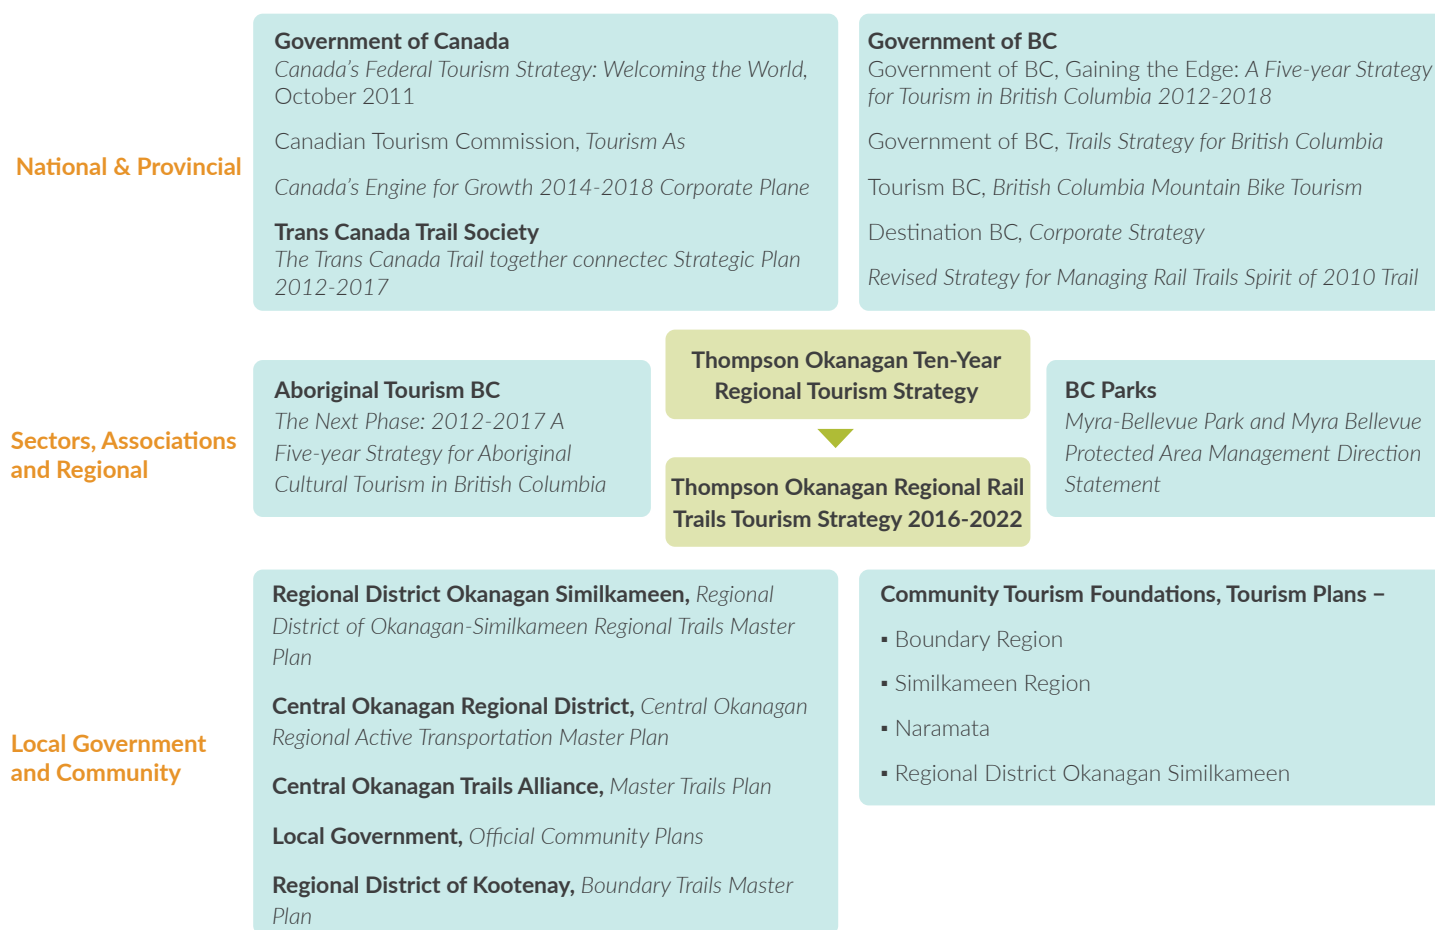 National & Provincial
Government of Canada
Canada's Federal Tourism Strategy: Welcoming the World,
October 2011
Canadian Tourism Commission, Tourism As
Canada's Engine for Growth 2014-2018 Corporate Plane
Trans Canada Trail Society
The Trans Canada Trail together connectec Strategic Plan
2012-2017
Government of BC
Government of BC, Gaining the Edge: A Five-year Strategy
for Tourism in British Columbia 2012-2018
Government of BC, Trails Strategy for British Columbia
Tourism BC, British Columbia Mountain Bike Tourism
Destination BC, Corporate Strategy
Revised Strategy for Managing Rail Trails Spirit of 2010 Trail
Sectors, Associations
and Regional
Aboriginal Tourism BC
The Next Phase: 2012-2017 A
Five-year Strategy for Aboriginal
Cultural Tourism in British Columbia
Thompson Okanagan Ten-Year
Regional Tourism Strategy
Thompson Okanagan Regional Rail
Trails Tourism Strategy 2016-2022
BC Parks
Myra-Bellevue Park and Myra Bellevue
Protected Area Management Direction
Statement
Local Government
and Community
Regional District Okanagan Similkameen, Regional
District of Okanagan-Similkameen Regional Trails Master
Plan
Central Okanagan Regional District, Central Okanagan
Regional Active Transportation Master Plan
Central Okanagan Trails Alliance, Master Trails Plan
Local Government, Official Community Plans
Regional District of Kootenay, Boundary Trails Master
Plan
Community Tourism Foundations, Tourism Plans –
▪ Boundary Region
▪ Similkameen Region
▪ Naramata
▪ Regional District Okanagan Similkameen